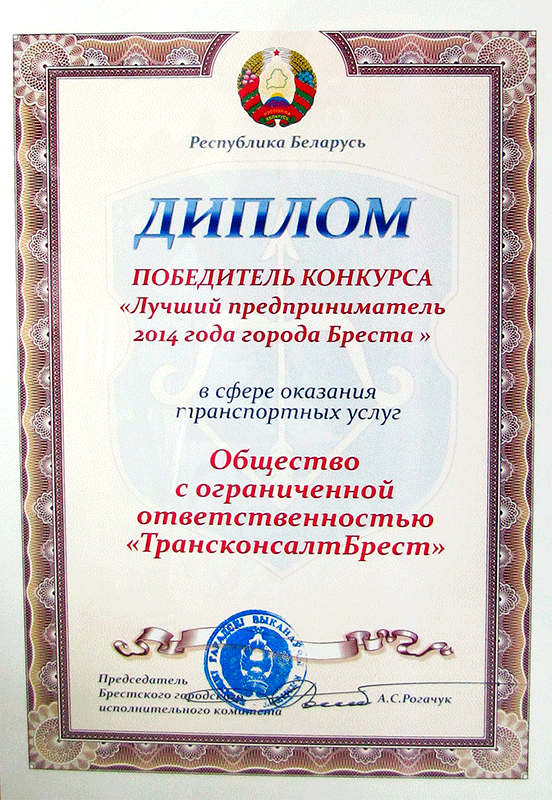 Республика Беларусь
ДИПЛОМ
ПОБЕДИТЕЛЬ КОНКУРСА
«Лучший предприниматель
2014 года города Бреста »
в сфере оказания
транспортных услуг
Общество
с ограниченной
ответственностью
«ТрансконсалтБрест»
Председатель
Брестского городского
исполнительного комитета
А.С.Рогачук